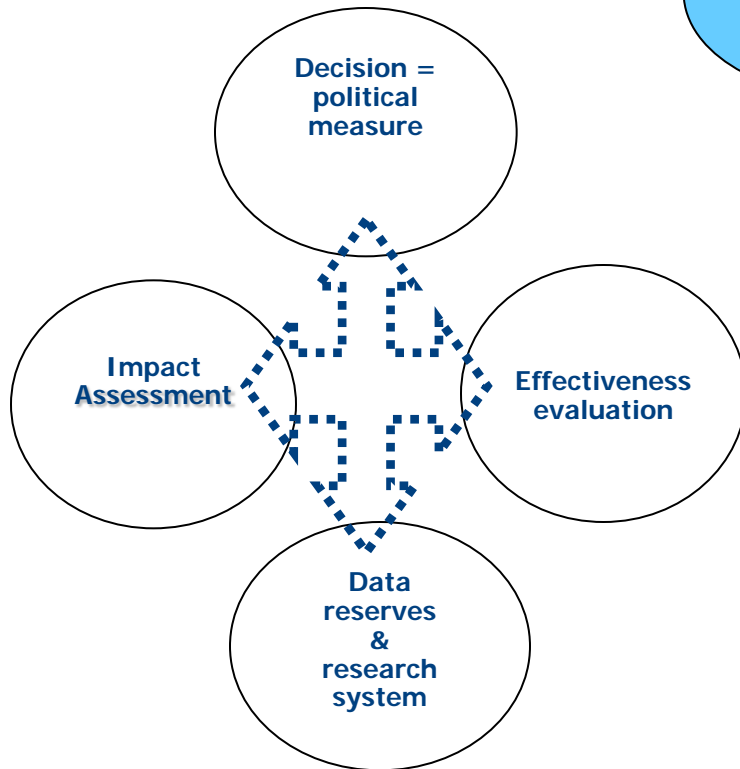 Decision =
political
measure
Impact
Assessment
Effectiveness
evaluation
Data
reserves
&
research
system